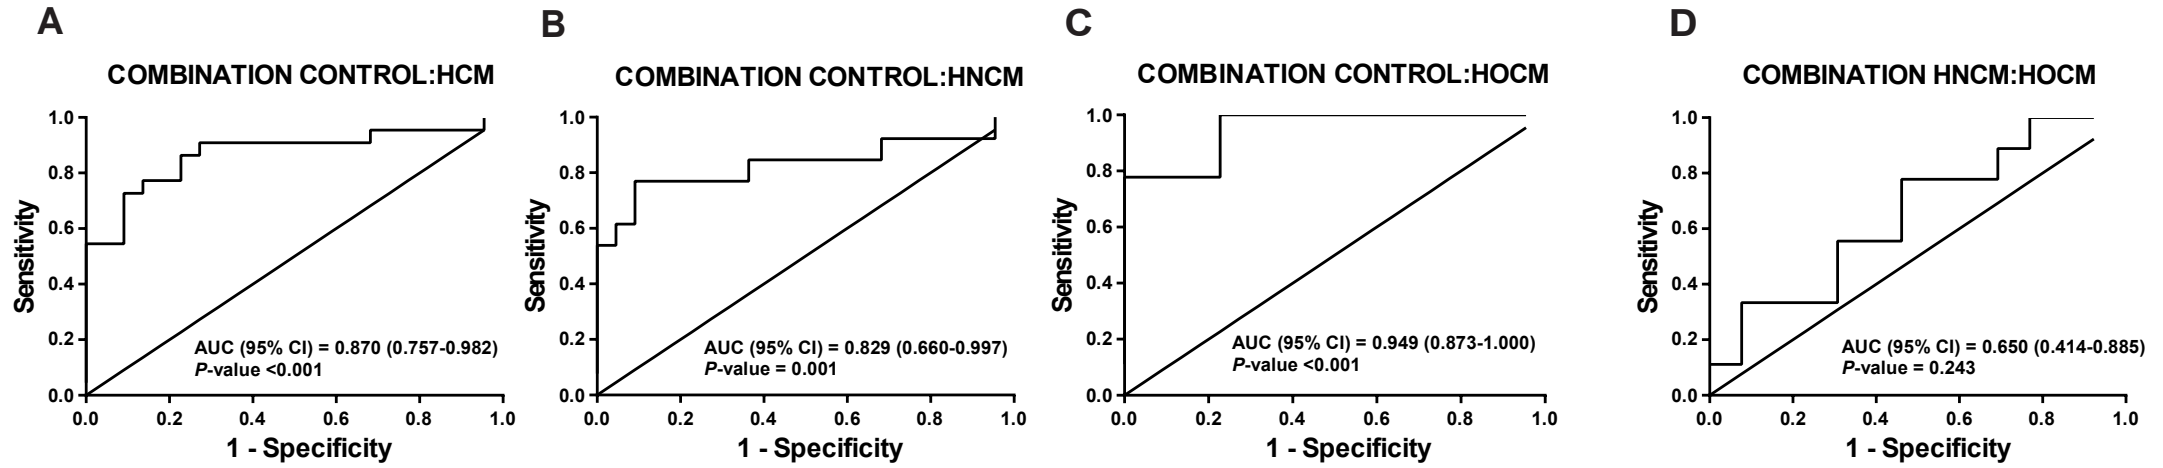 A
COMBINATION CONTROL:HCM
1.0
0.8
0.6
0.4
0.2
0.0
Sensitivity
AUC (95% CI) = 0.870 (0.757-0.982)
P-value <0.001
0.0 0.2 0.4 0.6 0.8 1.0
1 - Specificity
B
COMBINATION CONTROL:HNCM
1.0
0.8
0.6
0.4
0.2
0.0
Sensitivity
AUC (95% CI) = 0.829 (0.660-0.997)
P-value = 0.001
0.0 0.2 0.4 0.6 0.8 1.0
1 - Specificity
C
COMBINATION CONTROL:HOCM
1.0
0.8
0.6
0.4
0.2
0.0
Sensitivity
AUC (95% CI) = 0.949 (0.873-1.000)
P-value <0.001
0.0 0.2 0.4 0.6 0.8 1.0
1 - Specificity
D
COMBINATION HNCM:HOCM
1.0
0.8
0.6
0.4
0.2
0.0
Sensitivity
AUC (95% CI) = 0.650 (0.414-0.885)
P-value = 0.243
0.0 0.2 0.4 0.6 0.8 1.0
1 - Specificity